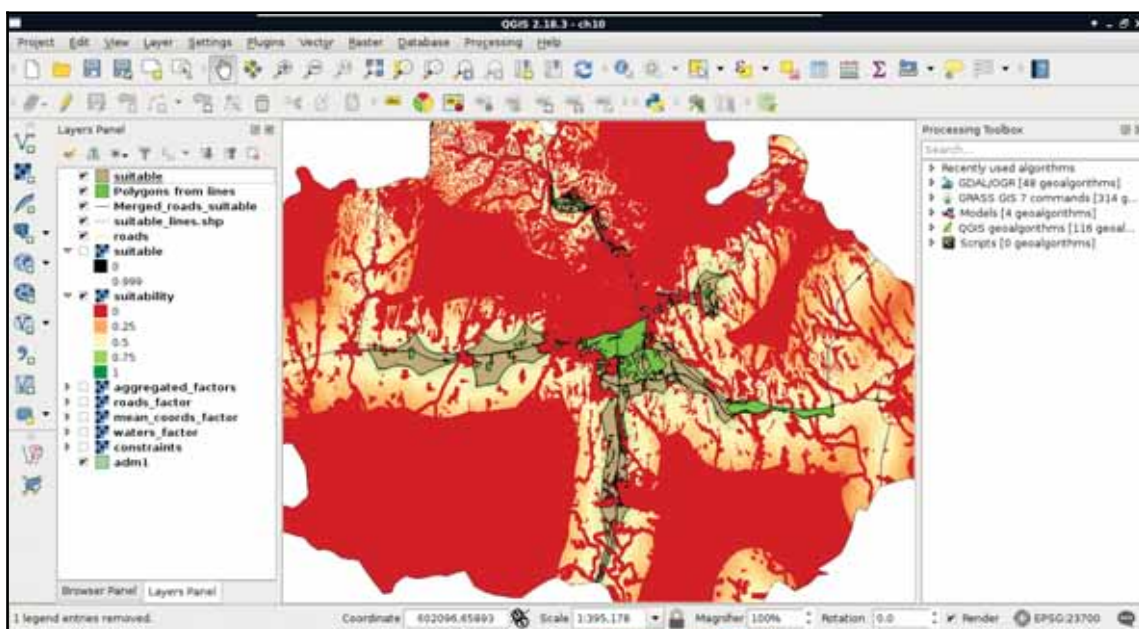 QGIS 2.18.3 - ch10
Project Edit View Layer Settings Plugins Vector Raster Database Processing Help
Layers Panel
suitable
Polygons from lines
Merged_roads_suitable
suitable_lines.shp
roads
suitable
0
0.999
suitability
0
0.25
0.5
0.75
1
aggregated_factors
roads_factor
mean_coords_factor
waters_factor
constraints
adm1
Browser Panel Layers Panel
Processing Toolbox
Search...
Recently used algorithms
GDAL/OGR [48 geoalgorithms]
GRASS GIS 7 commands [314 g...
Models [4 geoalgorithms]
QGIS geoalgorithms [116 geoal...
Scripts [0 geoalgorithms]
1 legend entries removed. Coordinate 602096,65893 Scale 1:395,178 Magnifier 100% Rotation 0.0 Render EPSG:23700